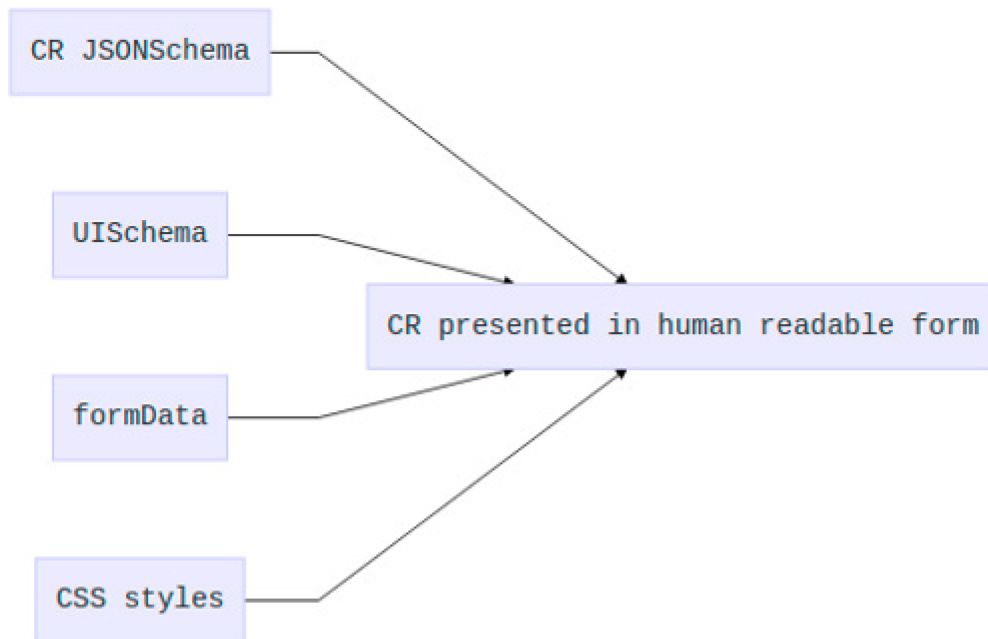 CR JSONSchema
UISchema
CR presented in human readable form
formData
CSS styles